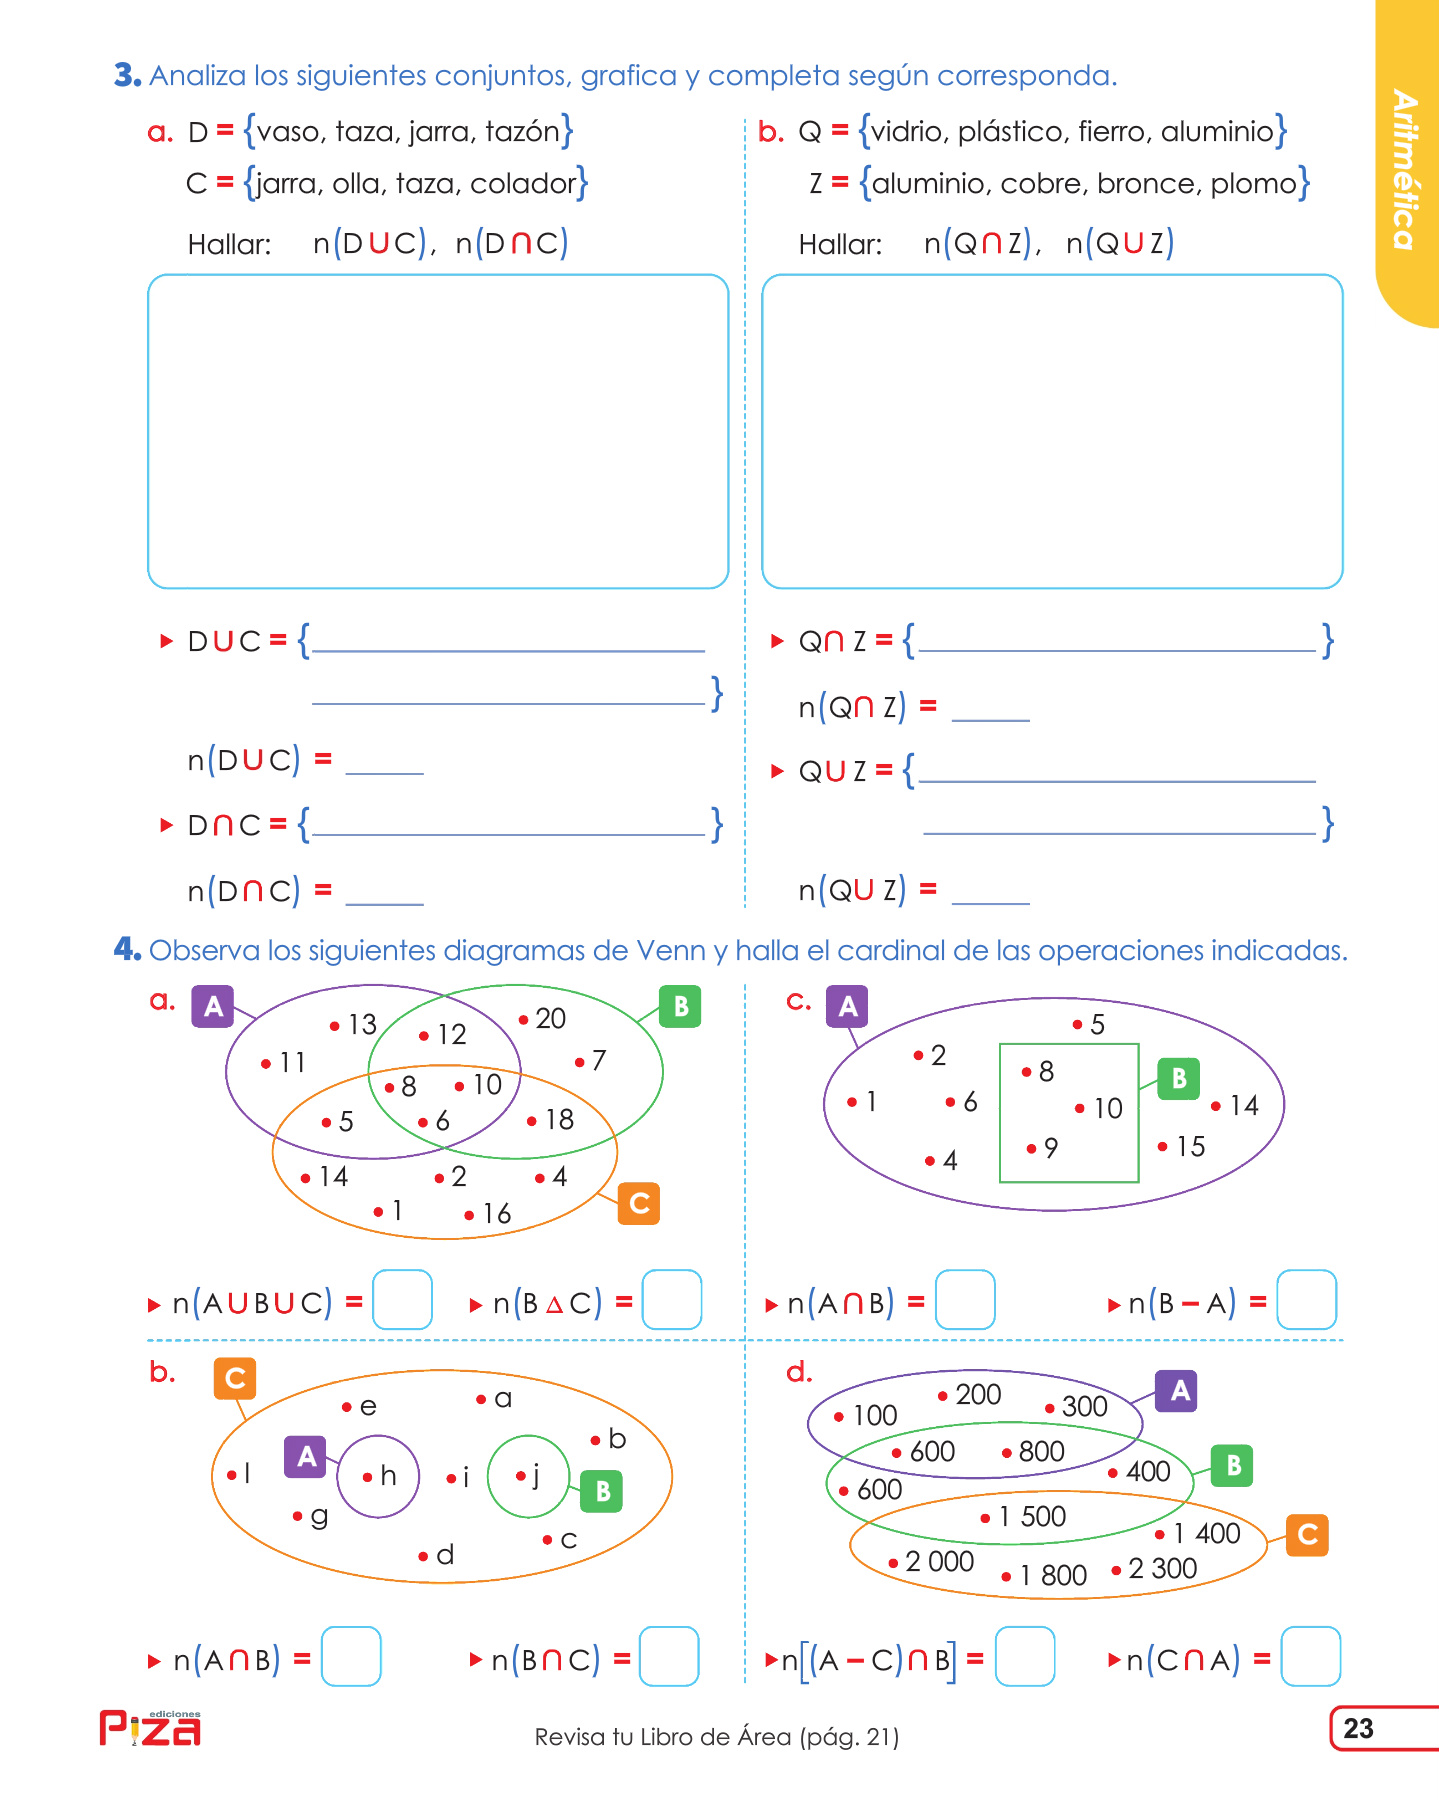 Aritmética
3. Analiza los siguientes conjuntos, grafica y completa según corresponda.
a. D = {vaso, taza, jarra, tazón}
C = {jarra, olla, taza, colador}
Hallar: n(D∪C), n(D∩C)
▶ D∪C = {
}
n(D∪C) =
▶ D∩C = { }
n(D∩C) =
b. Q = {vidrio, plástico, fierro, aluminio}
Z = {aluminio, cobre, bronce, plomo}
Hallar: n(Q∩Z), n(Q∪Z)
▶ Q∩Z = { }
n(Q∩Z) =
▶ Q∪Z = {
}
n(Q∪Z) =
4. Observa los siguientes diagramas de Venn y halla el cardinal de las operaciones indicadas.
a. A B
13 12 20
11 7
8 10
5 6 18
14 2 4
1 16 C
▶ n(A∪B∪C) = ▶ n(B △ C) =
c. A
5
2 8 B
1 6 10 14
4 9 15
▶ n(A∩B) = ▶ n(B − A) =
b. C
e a
b
A h i j B
l
g c
d
▶ n(A∩B) = ▶ n(B∩C) =
d. A
100 200 300
600 800
600 400 B
1 500
1 400 C
2 000 1 800 2 300
▶ n[(A − C)∩B] = ▶ n(C∩A) =
ediciones
Piza
Revisa tu Libro de Área (pág. 21)
23